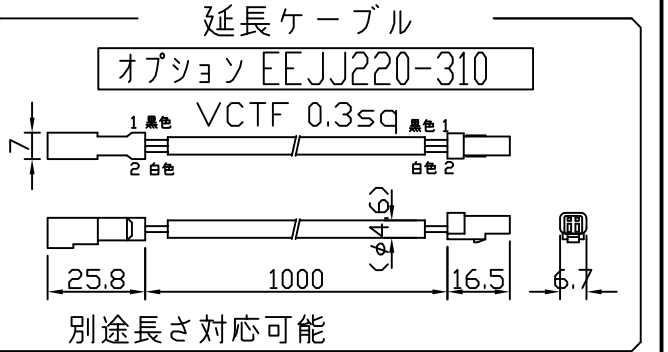 延長ケーブル
オプション EEJJ220-310
VCTF 0.3sq
1 黒色 黒色 1
7
2 白色 白色 2
(φ4.6)
25.8 1000 16.5 6.7
別途長さ対応可能